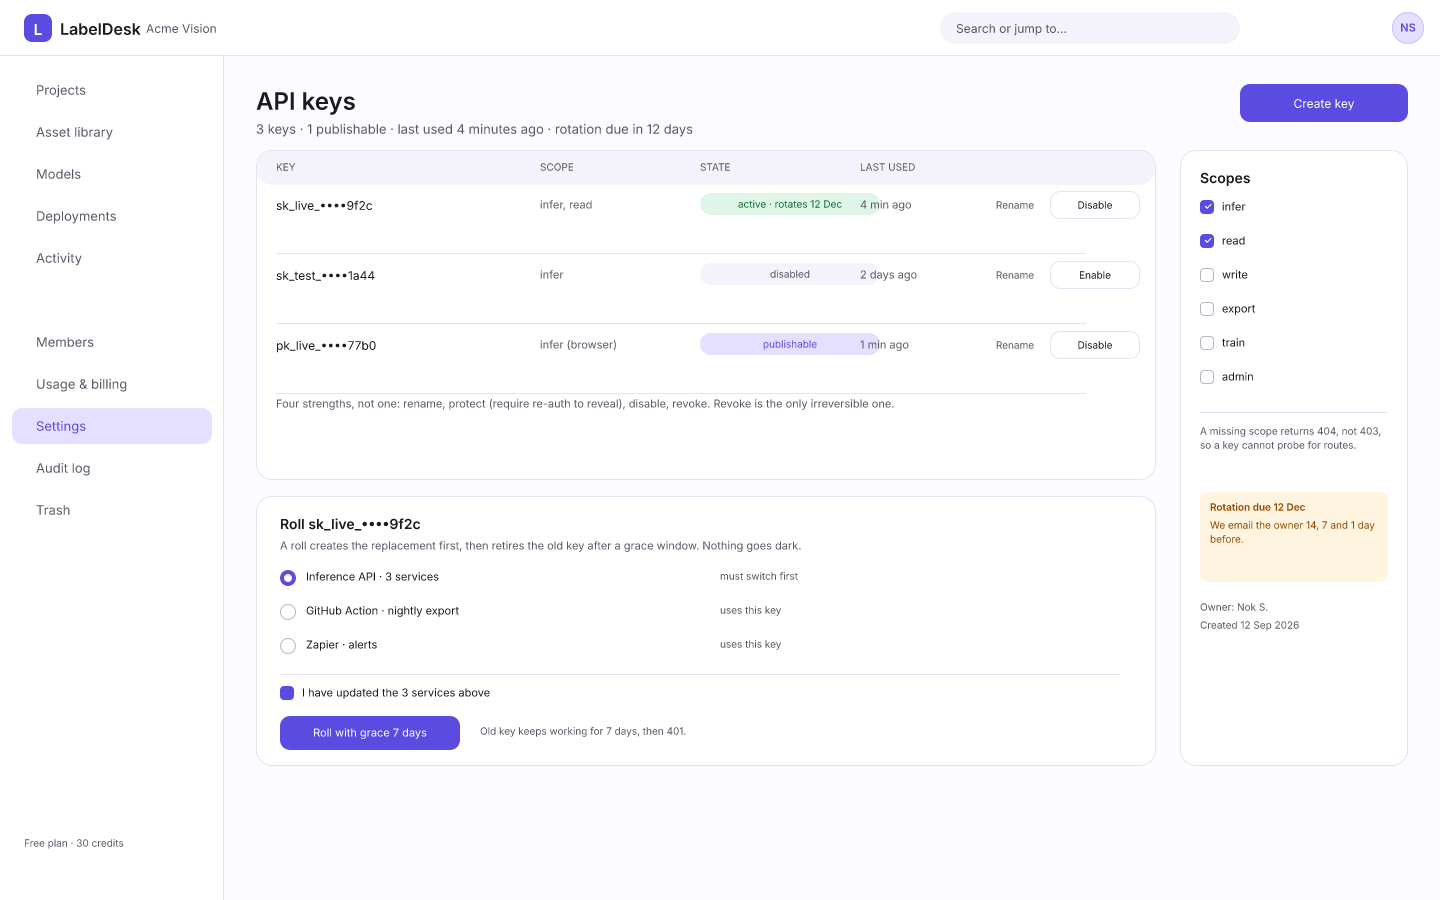 L LabelDesk Acme Vision
Search or jump to...
NS
Projects
Asset library
Models
Deployments
Activity
Members
Usage & billing
Settings
Audit log
Trash
Free plan · 30 credits
API keys
3 keys · 1 publishable · last used 4 minutes ago · rotation due in 12 days
Create key
KEY SCOPE STATE LAST USED
sk_live_••••9f2c infer, read active · rotates 12 Dec 4 min ago Rename Disable
sk_test_••••1a44 infer disabled 2 days ago Rename Enable
pk_live_••••77b0 infer (browser) publishable 1 min ago Rename Disable
Four strengths, not one: rename, protect (require re-auth to reveal), disable, revoke. Revoke is the only irreversible one.
Roll sk_live_••••9f2c
A roll creates the replacement first, then retires the old key after a grace window. Nothing goes dark.
Inference API · 3 services must switch first
GitHub Action · nightly export uses this key
Zapier · alerts uses this key
I have updated the 3 services above
Roll with grace 7 days Old key keeps working for 7 days, then 401.
Scopes
infer
read
write
export
train
admin
A missing scope returns 404, not 403,
so a key cannot probe for routes.
Rotation due 12 Dec
We email the owner 14, 7 and 1 day
before.
Owner: Nok S.
Created 12 Sep 2026